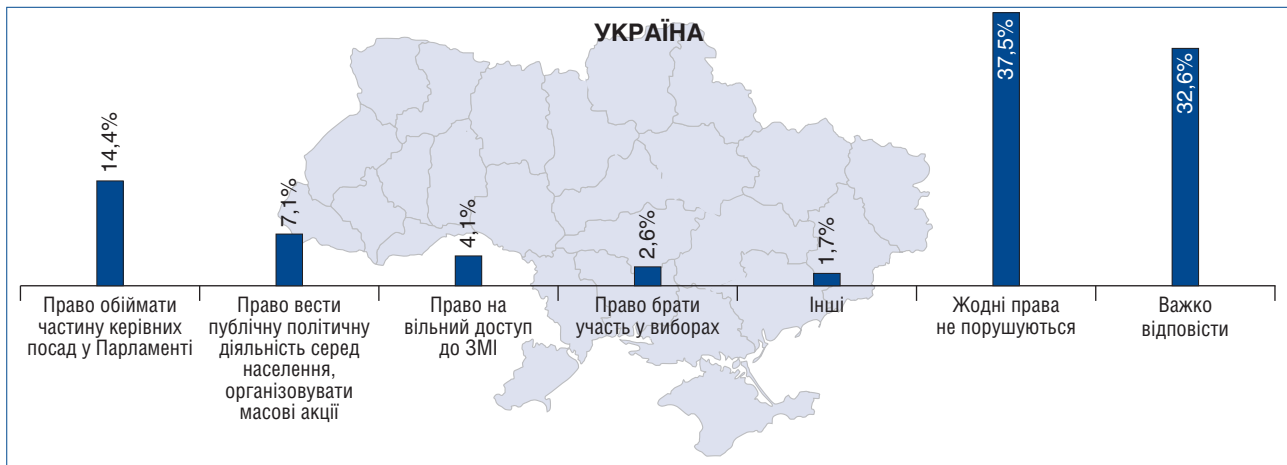 УКРАЇНА
14,4%
7,1%
4,1%
2,6%
1,7%
37,5%
32,6%
Право обіймати
частину керівних
посад у Парламенті
Право вести
публічну політичну
діяльність серед
населення,
організовувати
масові акції
Право на
вільний доступ
до ЗМІ
Право брати
участь у виборах
Інші
Жодні права
не порушуються
Важко
відповісти